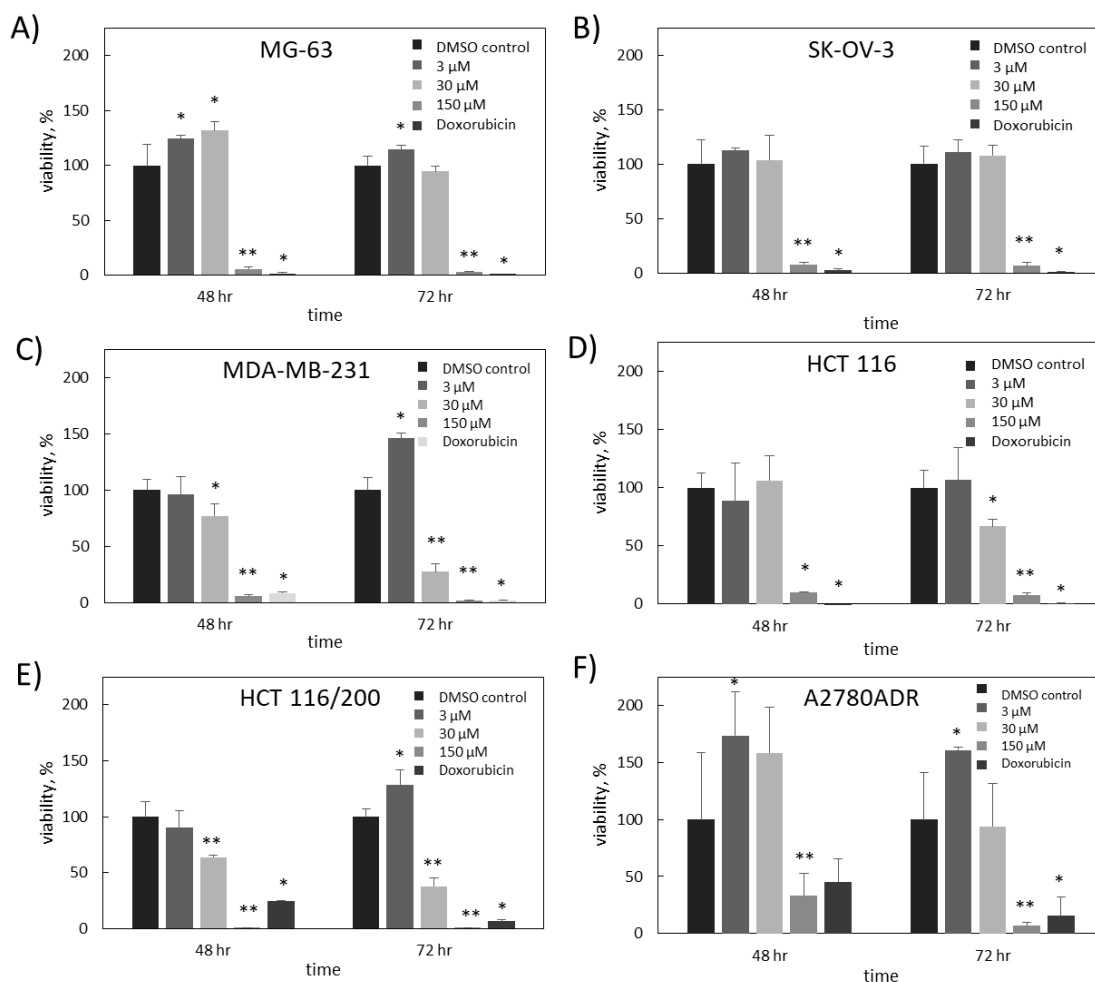 A)
MG-63
DMSO control
3 µM
30 µM
150 µM
Doxorubicin
viability, %
200
150
100
50
0
* * ** * * ** *
48 hr 72 hr
time
B)
SK-OV-3
DMSO control
3 µM
30 µM
150 µM
Doxorubicin
viability, %
200
150
100
50
0
** * ** *
48 hr 72 hr
time
C)
MDA-MB-231
DMSO control
3 µM
30 µM
150 µM
Doxorubicin
viability, %
200
150
100
50
0
* ** * * ** ** *
48 hr 72 hr
time
D)
HCT 116
DMSO control
3 µM
30 µM
150 µM
Doxorubicin
viability, %
200
150
100
50
0
* * * ** *
48 hr 72 hr
time
E)
HCT 116/200
DMSO control
3 µM
30 µM
150 µM
Doxorubicin
viability, %
200
150
100
50
0
** ** * * ** ** *
48 hr 72 hr
time
F)
A2780ADR
DMSO control
3 µM
30 µM
150 µM
Doxorubicin
viability, %
200
150
100
50
0
* ** * ** *
48 hr 72 hr
time